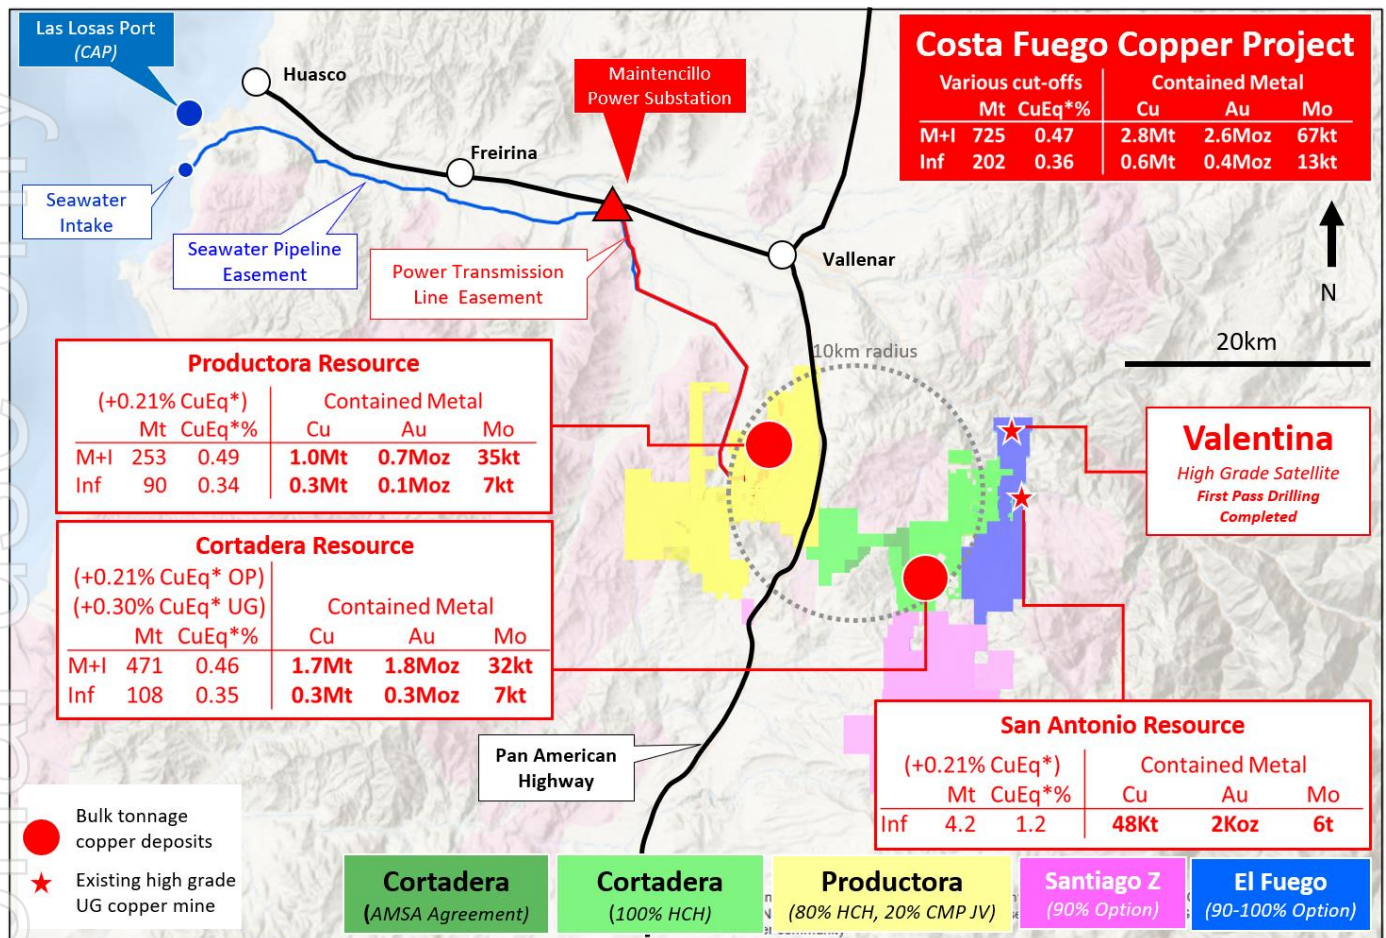 Las Losas Port
(CAP)
Huasco
Maintencillo
Power Substation
Costa Fuego Copper Project
Various cut-offs Contained Metal
Mt CuEq*% Cu Au Mo
M+I 725 0.47 2.8Mt 2.6Moz 67kt
Inf 202 0.36 0.6Mt 0.4Moz 13kt
Freirina
Seawater
Intake
Seawater Pipeline
Easement
Power Transmission
Line Easement
Vallenar
N
20km
10km radius
Productora Resource
(+0.21% CuEq*) Contained Metal
Mt CuEq*% Cu Au Mo
M+I 253 0.49 1.0Mt 0.7Moz 35kt
Inf 90 0.34 0.3Mt 0.1Moz 7kt
Valentina
High Grade Satellite
First Pass Drilling
Completed
Cortadera Resource
(+0.21% CuEq* OP)
(+0.30% CuEq* UG) Contained Metal
Mt CuEq*% Cu Au Mo
M+I 471 0.46 1.7Mt 1.8Moz 32kt
Inf 108 0.35 0.3Mt 0.3Moz 7kt
San Antonio Resource
(+0.21% CuEq*) Contained Metal
Mt CuEq*% Cu Au Mo
Inf 4.2 1.2 48Kt 2Koz 6t
Pan American
Highway
Bulk tonnage
copper deposits
Existing high grade
UG copper mine
Cortadera
(AMSA Agreement)
Cortadera
(100% HCH)
Productora
(80% HCH, 20% CMP JV)
Santiago Z
(90% Option)
El Fuego
(90-100% Option)